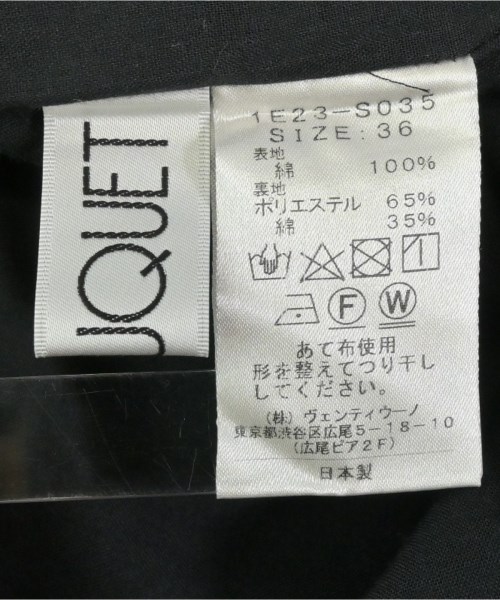 UQUET
1E23-S035
SIZE:36
表地
綿 100%
裏地
ポリエステル 65%
綿 35%
F W
あて布使用
形を整えてつり干し
してください。
(株) ヴェンティウーノ
東京都渋谷区広尾5-18-10
(広尾ピア2F)
日本製